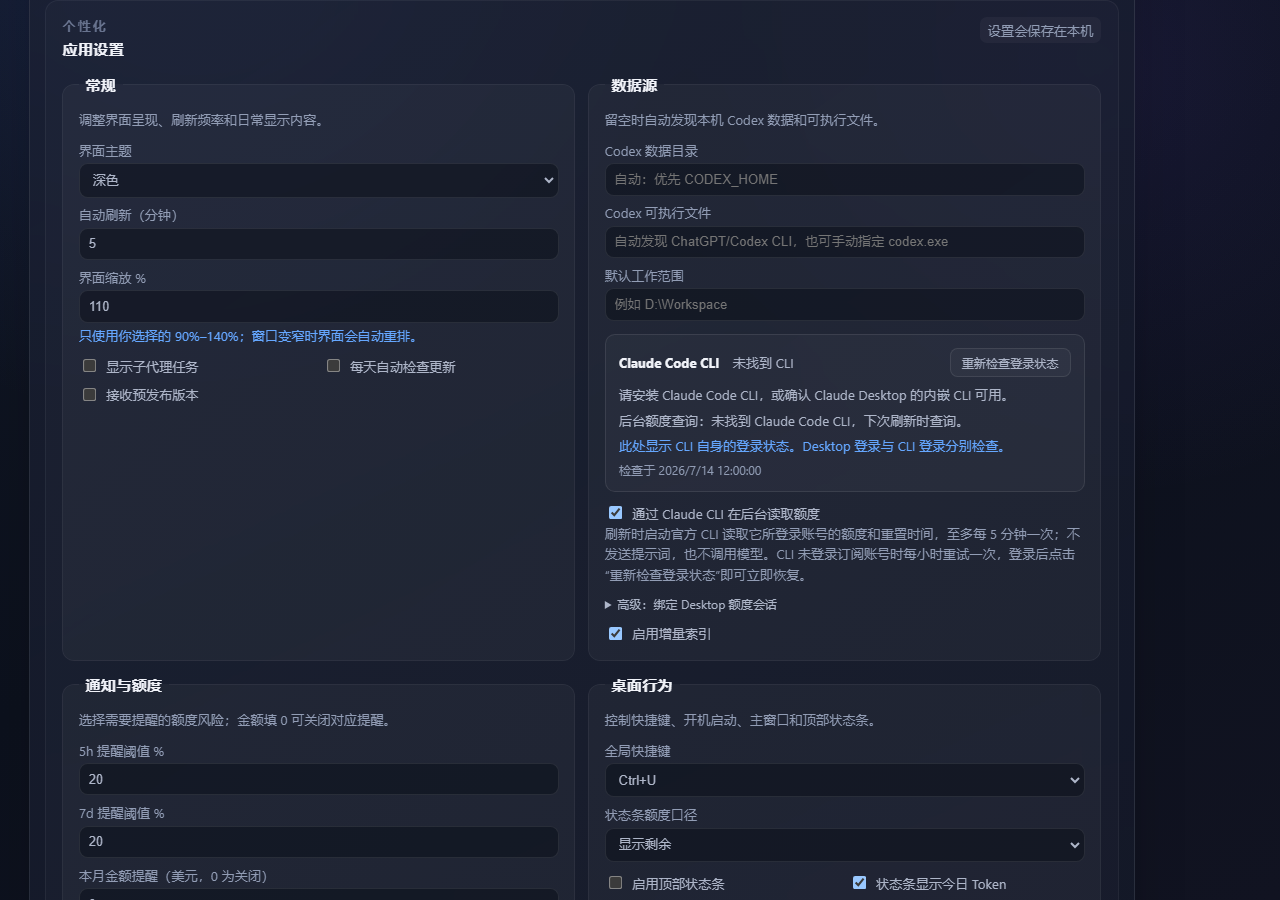 个性化
应用设置
设置会保存在本机
常规
调整界面呈现、刷新频率和日常显示内容。
界面主题
深色
自动刷新（分钟）
5
界面缩放 %
110
只使用你选择的 90%–140%；窗口变窄时界面会自动重排。
显示子代理任务
每天自动检查更新
接收预发布版本
数据源
留空时自动发现本机 Codex 数据和可执行文件。
Codex 数据目录
自动：优先 CODEX_HOME
Codex 可执行文件
自动发现 ChatGPT/Codex CLI，也可手动指定 codex.exe
默认工作范围
例如 D:\Workspace
Claude Code CLI 未找到 CLI
重新检查登录状态
请安装 Claude Code CLI，或确认 Claude Desktop 的内嵌 CLI 可用。
后台额度查询：未找到 Claude Code CLI，下次刷新时查询。
此处显示 CLI 自身的登录状态。Desktop 登录与 CLI 登录分别检查。
检查于 2026/7/14 12:00:00
通过 Claude CLI 在后台读取额度
刷新时启动官方 CLI 读取它所登录账号的额度和重置时间，至多每 5 分钟一次；不
发送提示词，也不调用模型。CLI 未登录订阅账号时每小时重试一次，登录后点击
“重新检查登录状态”即可立即恢复。
高级：绑定 Desktop 额度会话
启用增量索引
通知与额度
选择需要提醒的额度风险；金额填 0 可关闭对应提醒。
5h 提醒阈值 %
20
7d 提醒阈值 %
20
本月金额提醒（美元，0 为关闭）
桌面行为
控制快捷键、开机启动、主窗口和顶部状态条。
全局快捷键
Ctrl+U
状态条额度口径
显示剩余
启用顶部状态条
状态条显示今日 Token